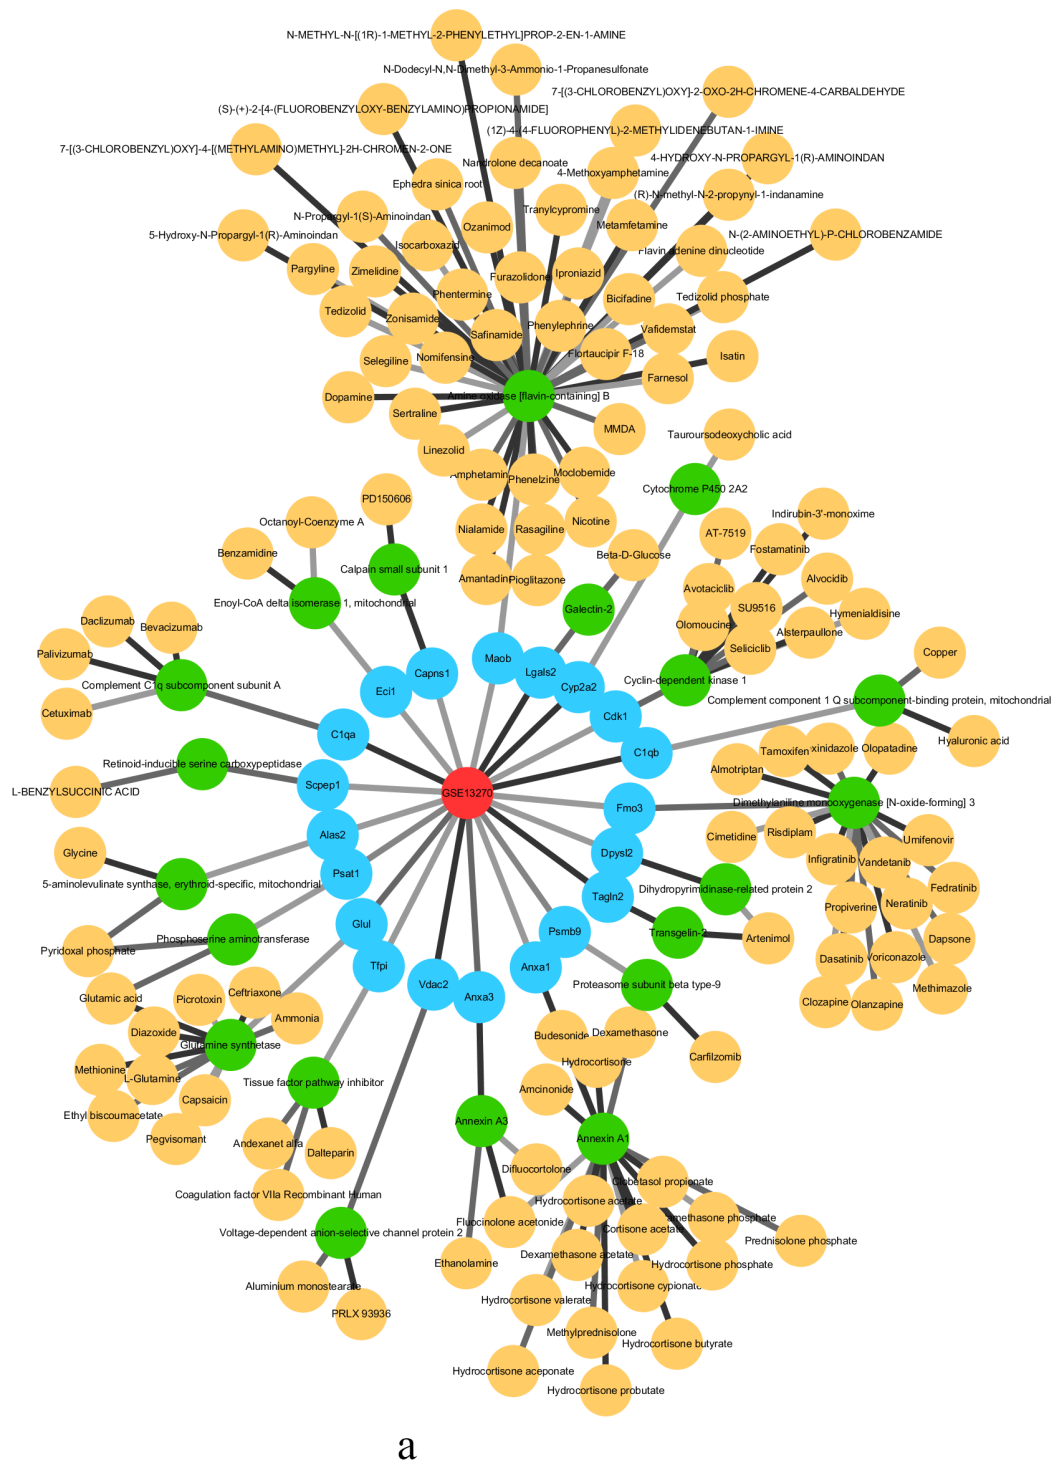 N-METHYL-N-[(1R)-1-METHYL-2-PHENYLETHYL]PROP-2-EN-1-AMINE
N-Dodecyl-N,N-Dimethyl-3-Ammonio-1-Propanesulfonate
7-[(3-CHLOROBENZYL)OXY]-2-OXO-2H-CHROMENE-4-CARBALDEHYDE
(S)-(+)-2-[4-(FLUOROBENZYLOXY-BENZYLAMINO)PROPIONAMIDE]
(1Z)-4-(4-FLUOROPHENYL)-2-METHYLIDENEBUTAN-1-IMINE
7-[(3-CHLOROBENZYL)OXY]-4-[(METHYLAMINO)METHYL]-2H-CHROMEN-2-ONE
4-HYDROXY-N-PROPARGYL-1(R)-AMINOINDAN
Nandrolone decanoate
4-Methoxyamphetamine
Ephedra sinica root
(R)-N-methyl-N-2-propynyl-1-indanamine
N-Propargyl-1(S)-Aminoindan
Tranylcypromine
Ozanimod
Metamfetamine
N-(2-AMINOETHYL)-P-CHLOROBENZAMIDE
5-Hydroxy-N-Propargyl-1(R)-Aminoindan
Isocarboxazid
Flavin adenine dinucleotide
Pargyline
Zimelidine
Furazolidone
Iproniazid
Phentermine
Bicifadine
Tedizolid phosphate
Tedizolid
Zonisamide
Safinamide
Phenylephrine
Vafidemstat
Selegiline
Nomifensine
Flortaucipir F-18
Isatin
Farnesol
Dopamine
Amine oxidase [flavin-containing] B
Sertraline
MMDA
Linezolid
Tauroursodeoxycholic acid
Amphetamin
Phenelzine
Moclobemide
Cytochrome P450 2A2
PD150606
Indirubin-3'-monoxime
Octanoyl-Coenzyme A
Nialamide
Rasagiline
Nicotine
AT-7519
Fostamatinib
Benzamidine
Calpain small subunit 1
Beta-D-Glucose
Amantadin
Pioglitazone
Avotaciclib
Alvocidib
Enoyl-CoA delta isomerase 1, mitochondrial
Galectin-2
SU9516
Hymenialdisine
Daclizumab
Bevacizumab
Olomoucine
Alsterpaullone
Seliciclib
Palivizumab
Maob
Lgals2
Copper
Complement C1q subcomponent subunit A
Capns1
Cyp2a2
Cyclin-dependent kinase 1
Eci1
Complement component 1 Q subcomponent-binding protein, mitochondrial
Cetuximab
Cdk1
C1qa
C1qb
Hyaluronic acid
Tamoxifen
xinidazole
Olopatadine
Retinoid-inducible serine carboxypeptidase
Almotriptan
L-BENZYLSUCCINIC ACID
Scpep1
GSE13270
Fmo3
Dimethylaniline monooxygenase [N-oxide-forming] 3
Alas2
Cimetidine
Risdiplam
Umifenovir
Glycine
Dpysl2
Infigratinib
Vandetanib
Psat1
5-aminolevulinate synthase, erythroid-specific, mitochondrial
Dihydropyrimidinase-related protein 2
Fedratinib
Tagln2
Propiverine
Neratinib
Glul
Psmb9
Transgelin-2
Artenimol
Dapsone
Phosphoserine aminotransferase
Pyridoxal phosphate
Dasatinib
Voriconazole
Tfpi
Anxa1
Vdac2
Anxa3
Proteasome subunit beta type-9
Methimazole
Picrotoxin
Ceftriaxone
Glutamic acid
Clozapine
Olanzapine
Diazoxide
Ammonia
Budesonide
Dexamethasone
Glutamine synthetase
Methionine
L-Glutamine
Hydrocortisone
Carfilzomib
Tissue factor pathway inhibitor
Amcinonide
Capsaicin
Ethyl biscoumacetate
Annexin A3
Annexin A1
Pegvisomant
Andexanet alfa
Dalteparin
Difluocortolone
Clobetasol propionate
Coagulation factor VIIa Recombinant Human
Hydrocortisone acetate
amethasone phosphate
Fluocinolone acetonide
Cortisone acetate
Voltage-dependent anion-selective channel protein 2
Prednisolone phosphate
Dexamethasone acetate
Ethanolamine
Hydrocortisone phosphate
Aluminium monostearate
Hydrocortisone cypionate
Hydrocortisone valerate
PRLX 93936
Methylprednisolone
Hydrocortisone butyrate
Hydrocortisone aceponate
Hydrocortisone probutate
a